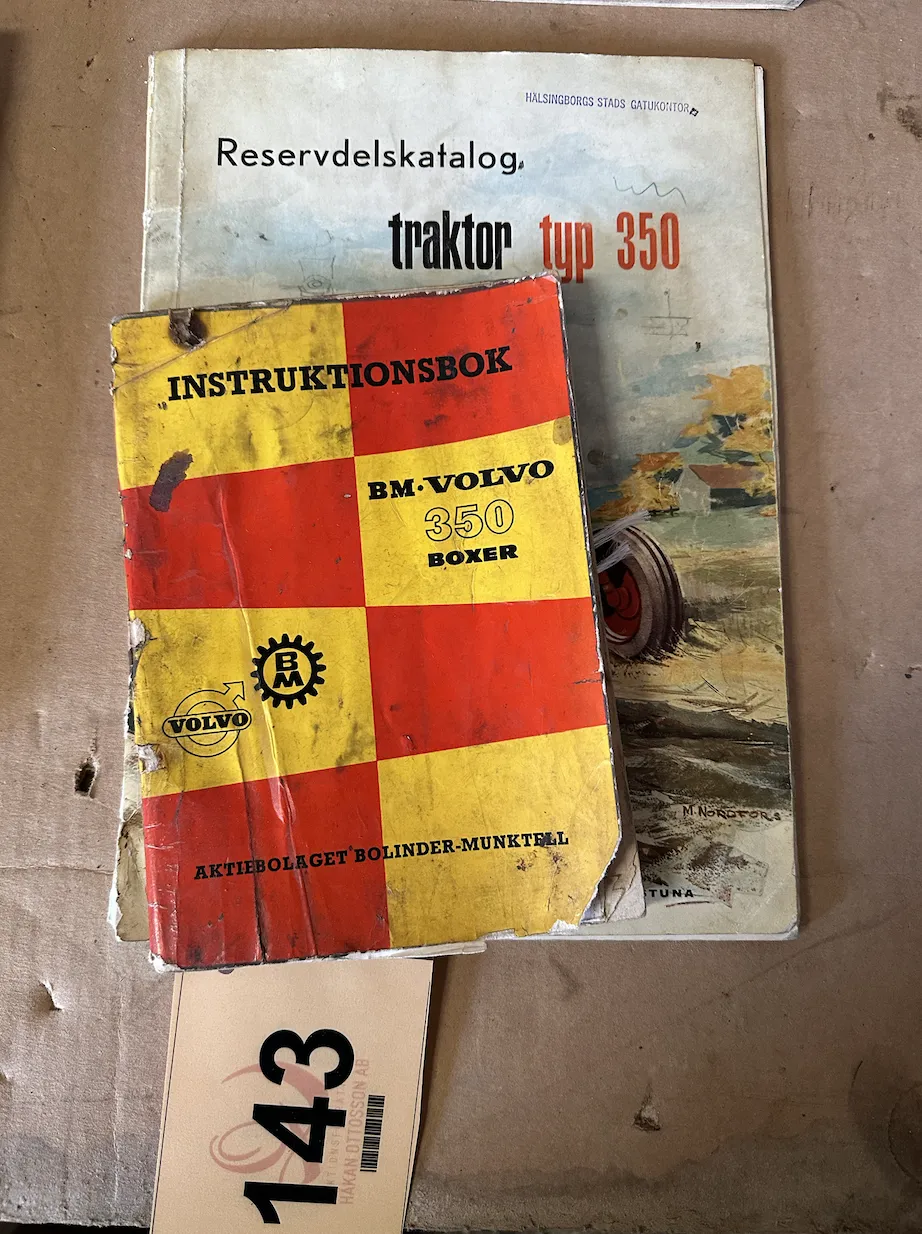 HÄLSINGBORGS STADS GATUKONTOR
Reservdelskatalog
traktor typ 350
INSTRUKTIONSBOK
BM·VOLVO
350
BOXER
BM
VOLVO
M. NORDFORS
AKTIEBOLAGET BOLINDER-MUNKTELL
STUNA
143
HÅKAN OTTOSSON AB